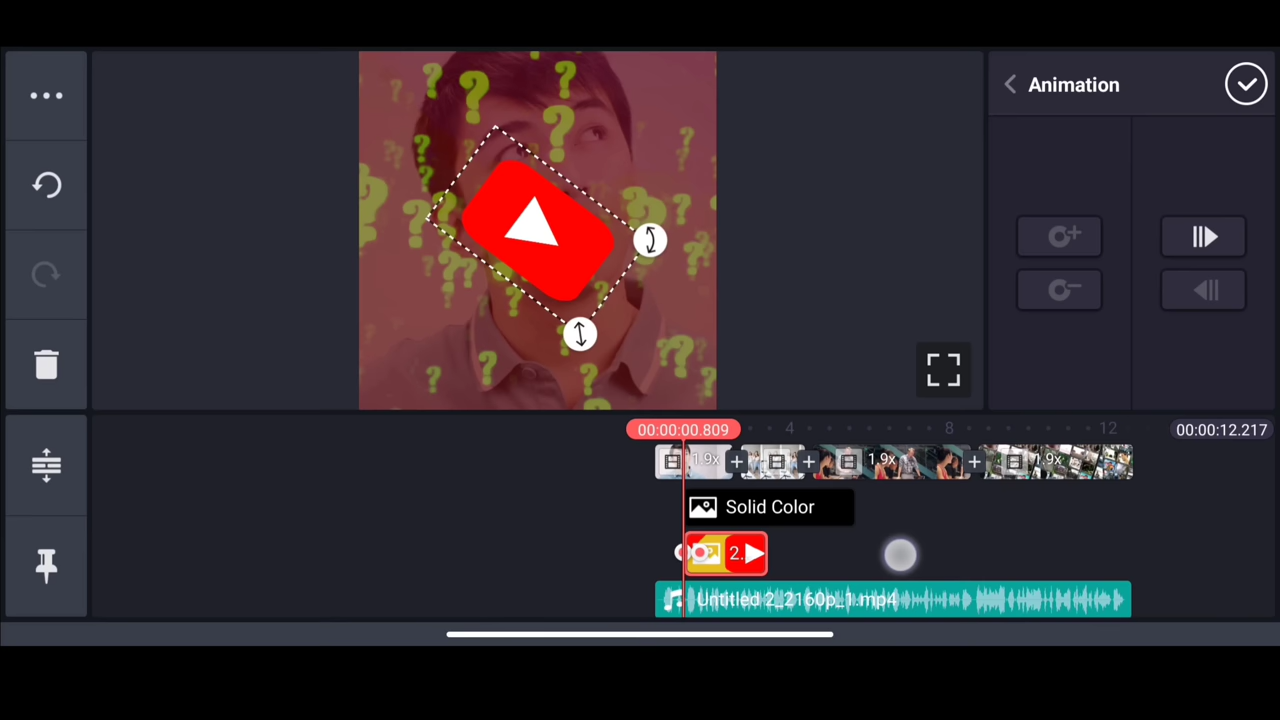 Animation
00:00:00.809
4
8
12
00:00:12.217
1.9x
1.9x
1.9x
Solid Color
2.
Untitled 2_2160p_1.mp4